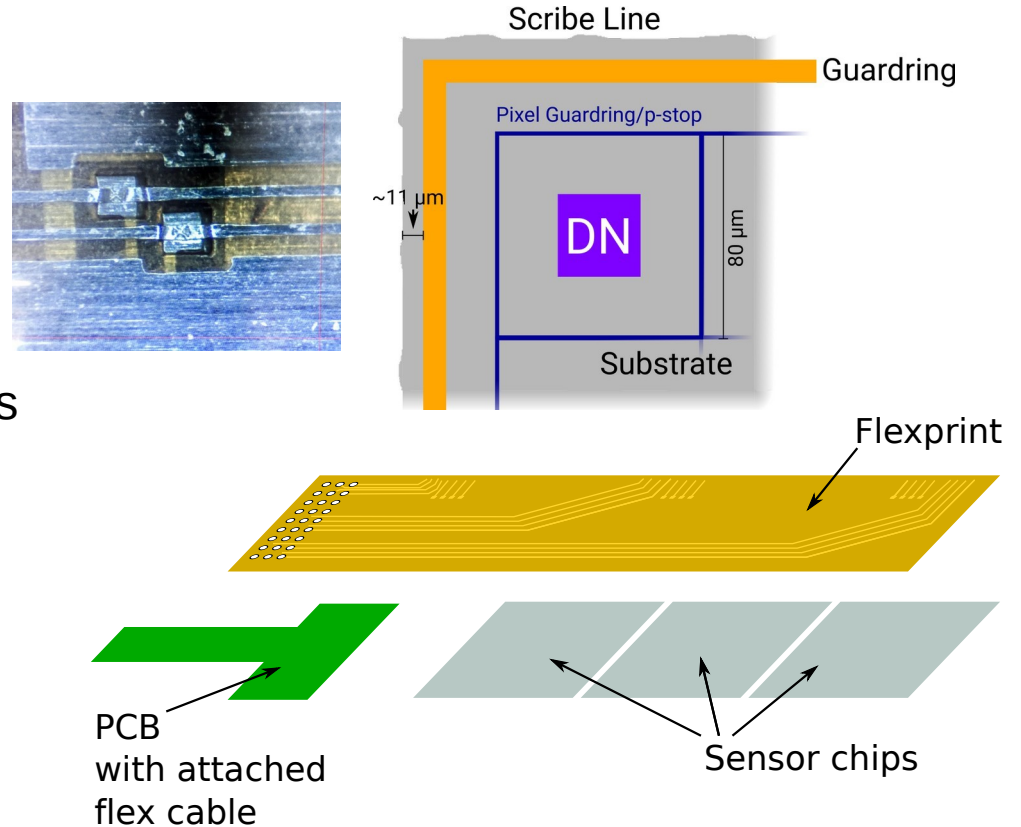 Scribe Line
Guardring
Pixel Guardring/p-stop
~11 µm
DN
80 µm
Substrate
s
Flexprint
PCB
with attached
flex cable
Sensor chips